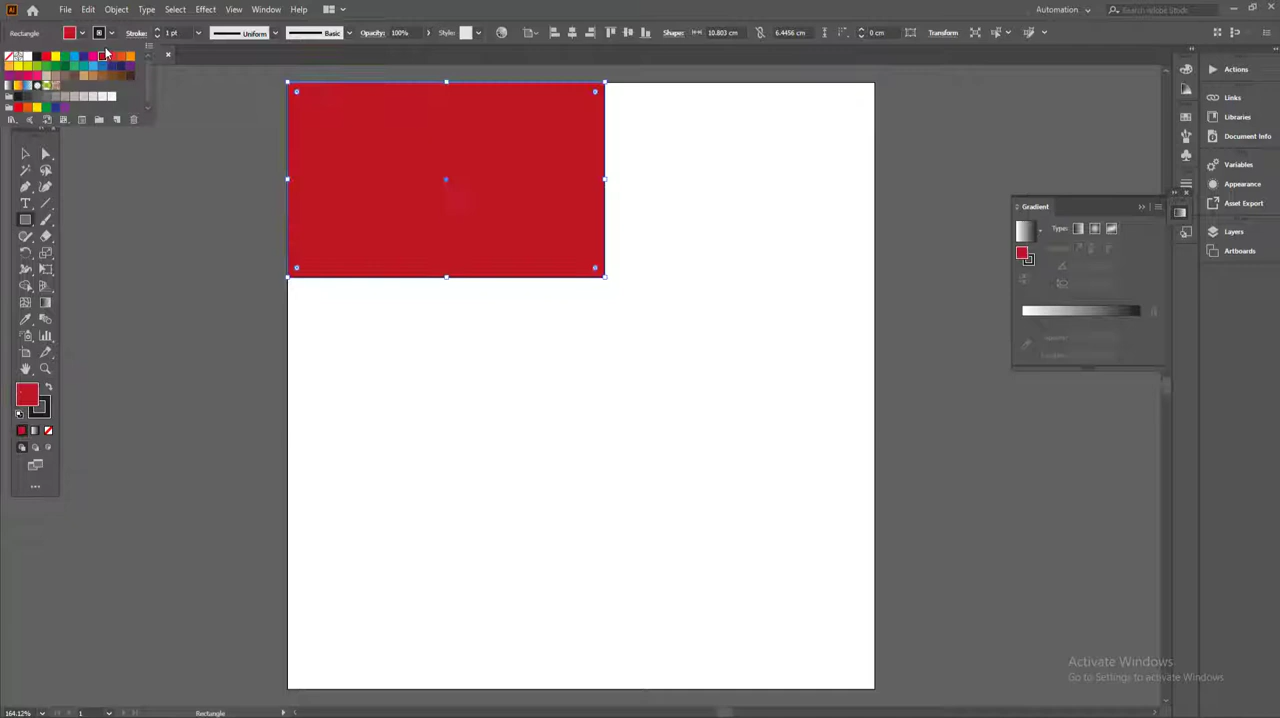 Ai File Edit Object Type Select Effect View Window Help Automation Search Adobe Stock
Rectangle Stroke: 1 pt Uniform Basic Opacity: 100% Style: Shape: 10.803 cm 6.4456 cm 0 cm Transform
Actions
Links
Libraries
Document Info
Variables
Appearance
Asset Export
Layers
Artboards
Gradient
Type:
Activate Windows
Go to Settings to activate Windows.
164.12% 1 Rectangle